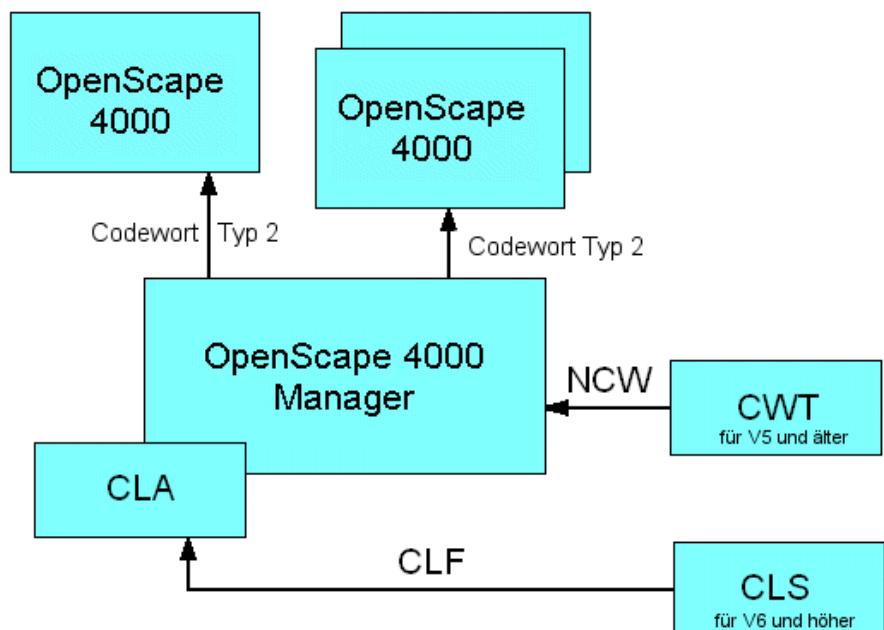 OpenScape
4000
OpenScape
4000
Codewort Typ 2
Codewort Typ 2
OpenScape 4000
Manager
NCW
CWT
für V5 und älter
CLA
CLF
CLS
für V6 und höher